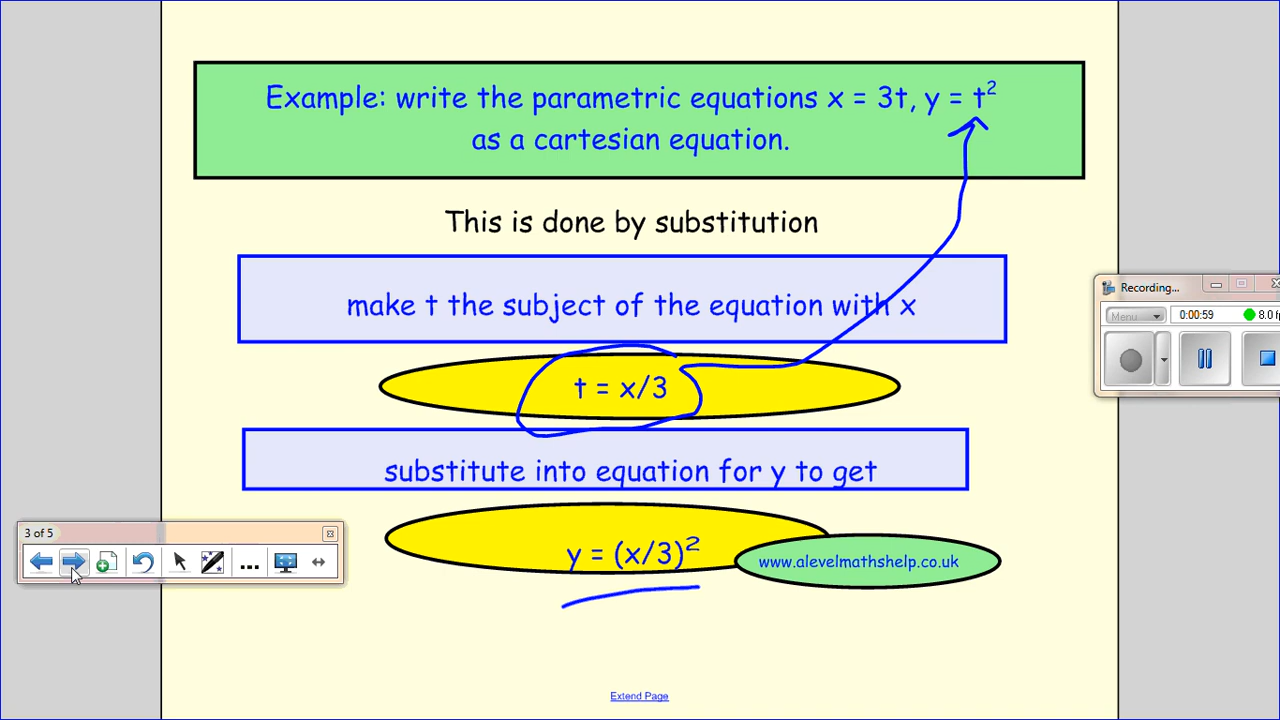 Example: write the parametric equations x = 3t, y = t²
as a cartesian equation.
This is done by substitution
make t the subject of the equation with x
t = x/3
substitute into equation for y to get
y = (x/3)²
www.alevelmathshelp.co.uk
Extend Page
3 of 5
...
Recording...
Menu
0:00:59
8.0 f